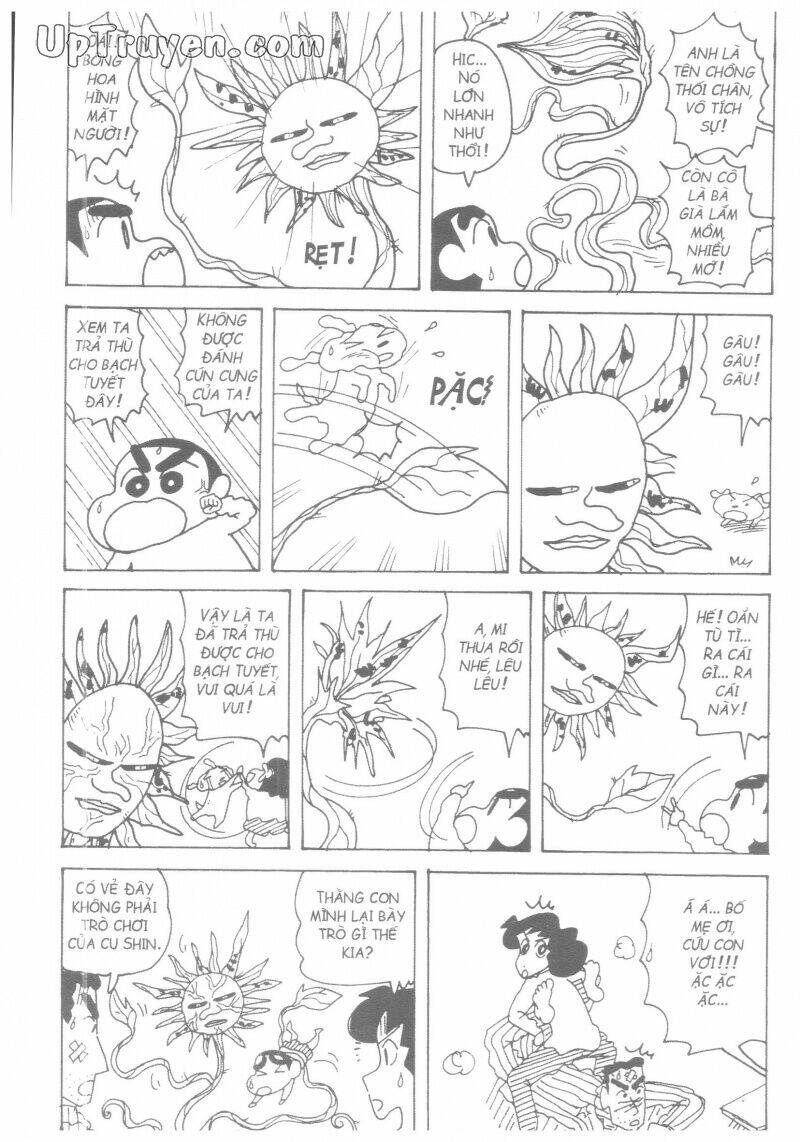 UpTruyen.com
ANH LÀ
TÊN CHỒNG
THỐI CHÂN,
VÔ TÍCH
SỰ!
CÒN CÔ
LÀ BÀ
GIÀ LẮM
MỒM,
NHIỀU
MỠ!
HIC...
NÓ
LỚN
NHANH
NHƯ
THỔI!
BÔNG
HOA
HÌNH
MẶT
NGƯỜI!
RẸT!
GÂU!
GÂU!
GÂU!
PẶC!
KHÔNG
ĐƯỢC
ĐÁNH
CÚN CƯNG
CỦA TA!
XEM TA
TRẢ THÙ
CHO BẠCH
TUYẾT
ĐÂY!
HẾ! OẲN
TÙ TÌ...
RA CÁI
GÌ... RA
CÁI
NÀY!
A, MI
THUA RỒI
NHÉ, LÊU
LÊU!
VẬY LÀ TA
ĐÃ TRẢ THÙ
ĐƯỢC CHO
BẠCH TUYẾT,
VUI QUÁ LÀ
VUI!
Á Á... BỐ
MẸ ƠI,
CỨU CON
VỚI!!!
ẶC ẶC
ẶC...
THẰNG CON
MÌNH LẠI BÀY
TRÒ GÌ THẾ
KIA?
CÓ VẺ ĐÂY
KHÔNG PHẢI
TRÒ CHƠI
CỦA CU SHIN.